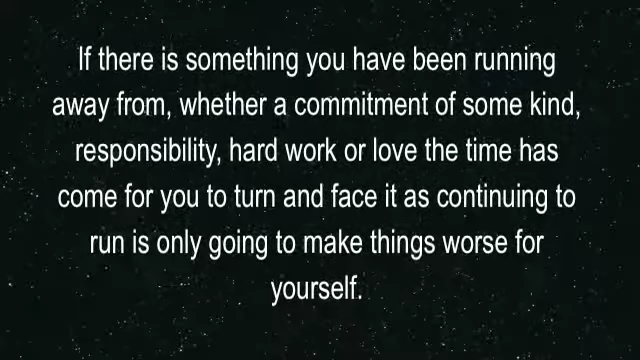 If there is something you have been running
away from, whether a commitment of some kind,
responsibility, hard work or love the time has
come for you to turn and face it as continuing to
run is only going to make things worse for
yourself.